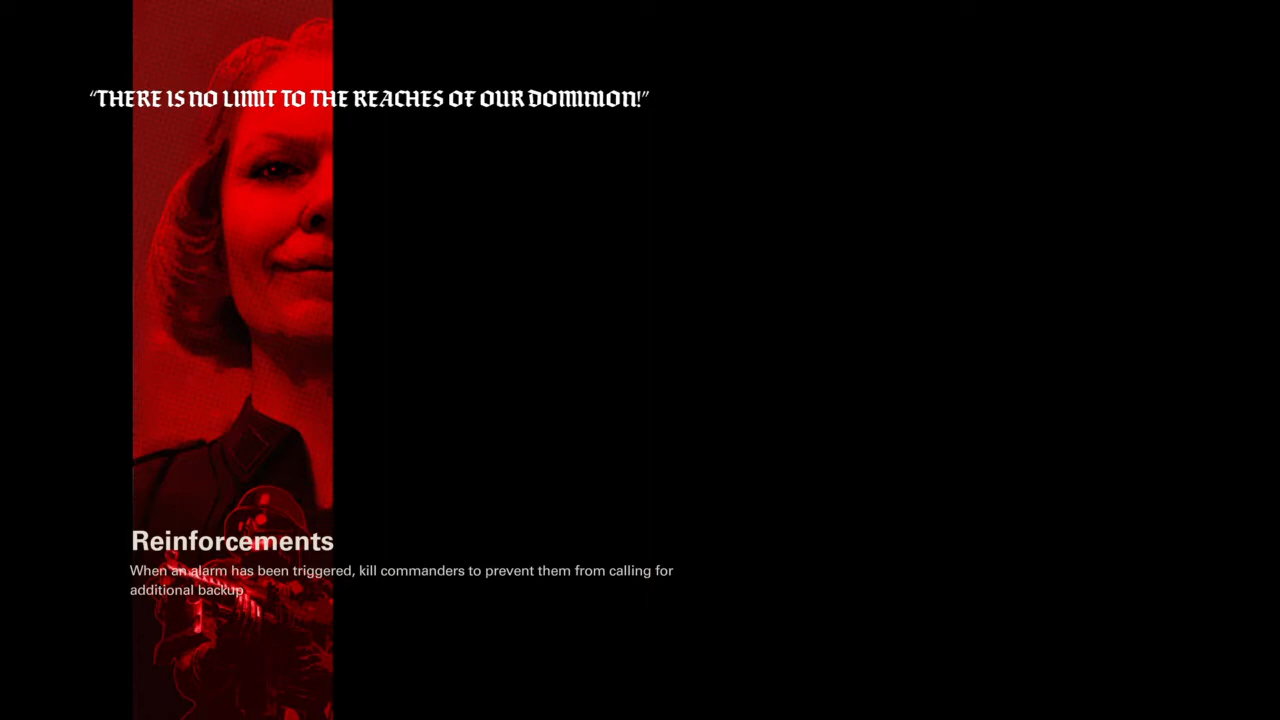 “THERE IS NO LIMIT TO THE REACHES OF OUR DOMINION!”
Reinforcements
When an alarm has been triggered, kill commanders to prevent them from calling for
additional backup.